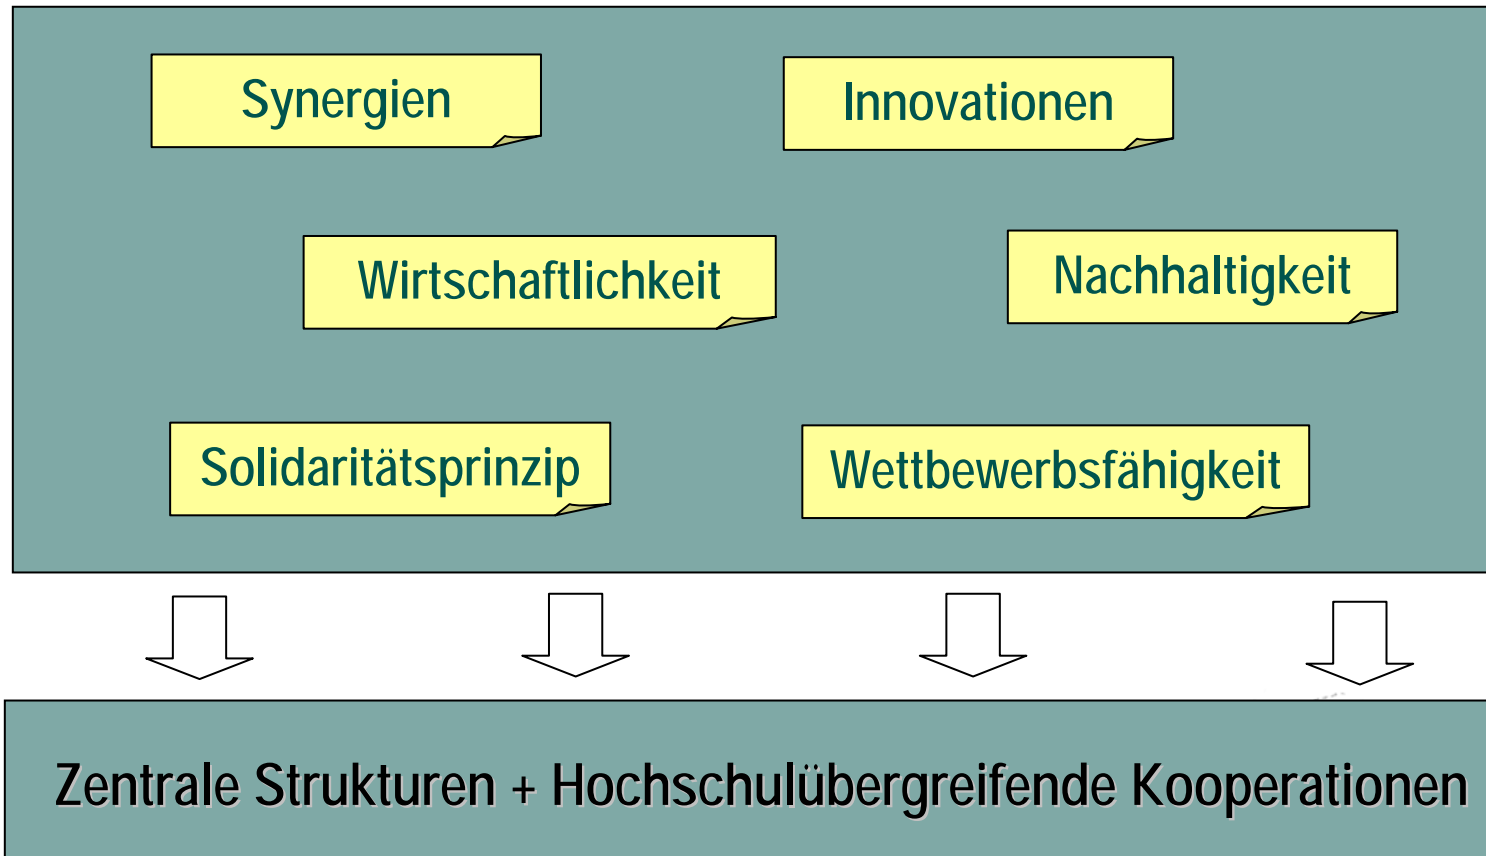 Synergien
Innovationen
Wirtschaftlichkeit
Nachhaltigkeit
Solidaritätsprinzip
Wettbewerbsfähigkeit
Zentrale Strukturen + Hochschulübergreifende Kooperationen